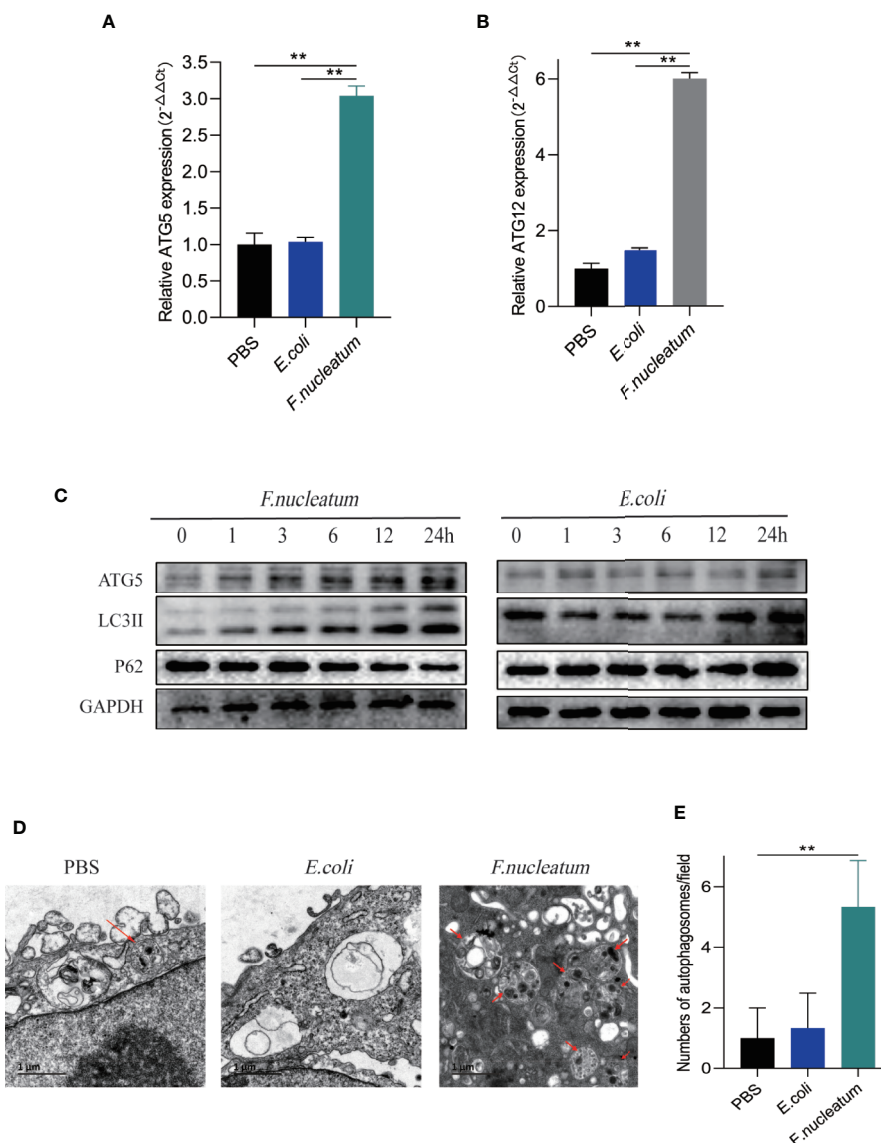 A
Relative ATG5 expression (2-△△Ct)
3.5
3.0
2.5
2.0
1.5
1.0
0.5
0.0
**
**
PBS
E.coli
F.nucleatum
B
Relative ATG12 expression (2-△△Ct)
6
4
2
0
**
**
PBS
E.coli
F.nucleatum
C
F.nucleatum
0 1 3 6 12 24h
E.coli
0 1 3 6 12 24h
ATG5
LC3II
P62
GAPDH
D
PBS
E.coli
F.nucleatum
1 μm
1 μm
1 μm
E
Numbers of autophagosomes/field
6
4
2
0
**
PBS
E.coli
F.nucleatum